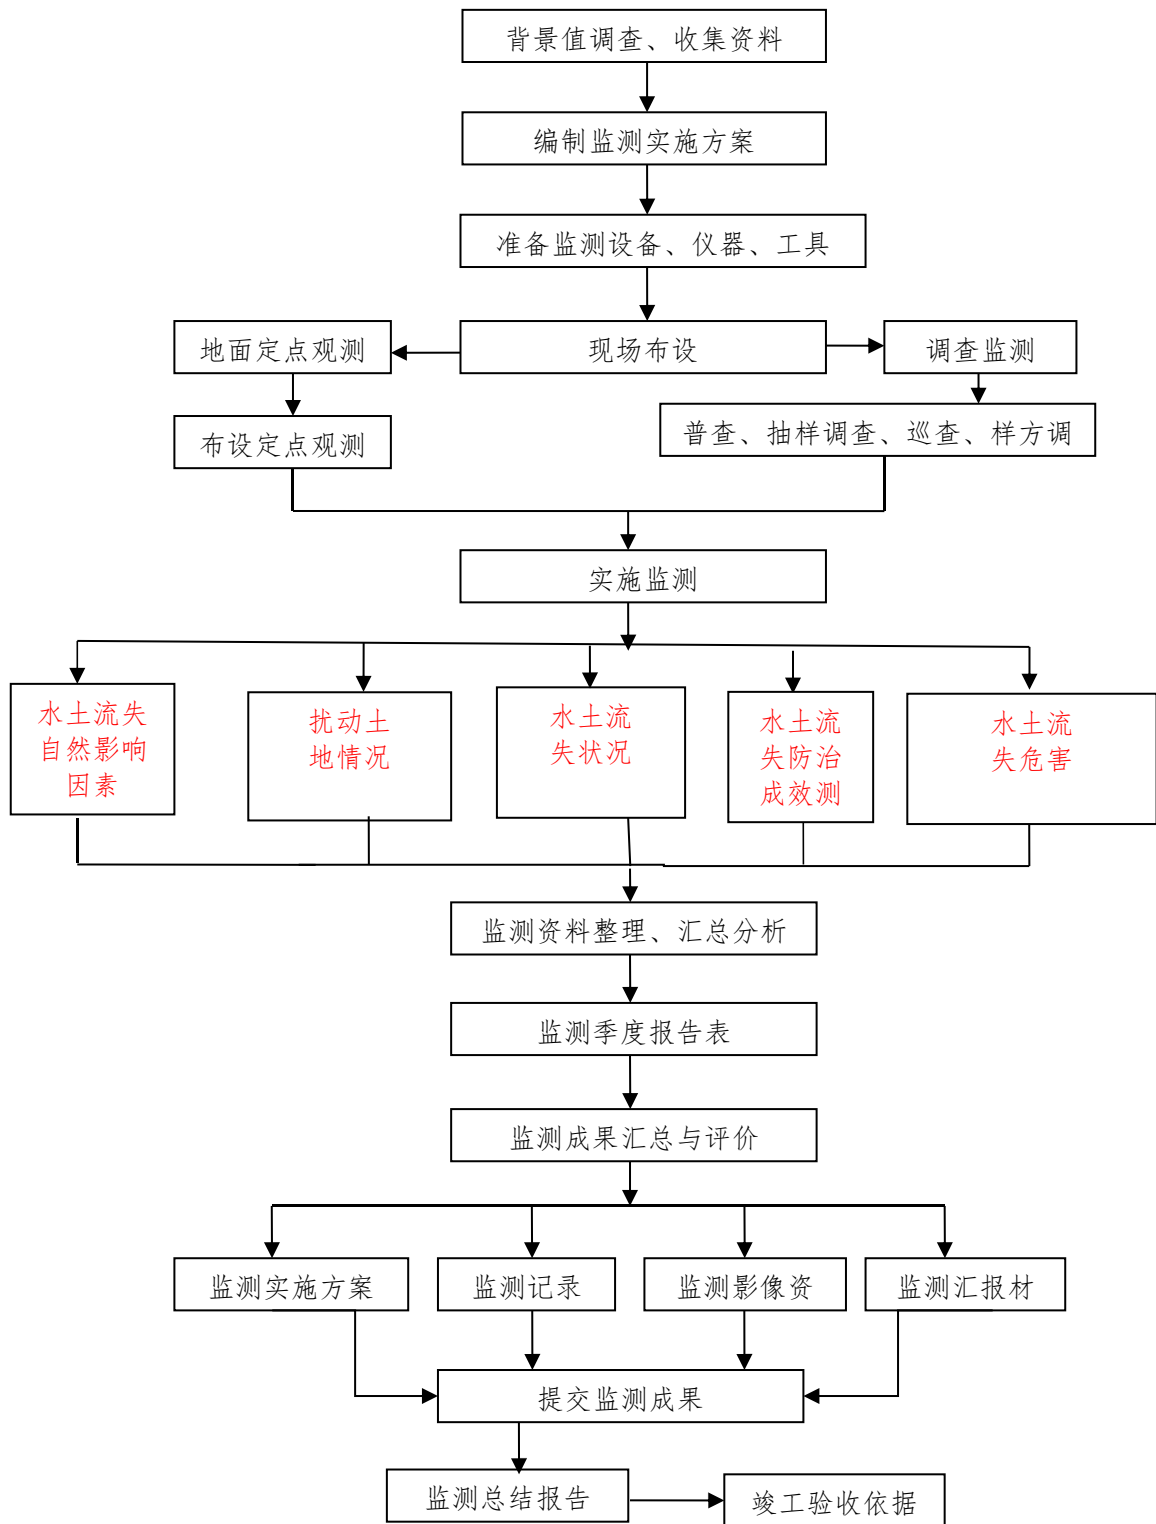 背景值调查、收集资料
编制监测实施方案
准备监测设备、仪器、工具
地面定点观测
现场布设
调查监测
布设定点观测
普查、抽样调查、巡查、样方调
实施监测
水土流失
自然影响
因素
扰动土
地情况
水土流
失状况
水土流
失防治
成效测
水土流
失危害
监测资料整理、汇总分析
监测季度报告表
监测成果汇总与评价
监测实施方案
监测记录
监测影像资
监测汇报材
提交监测成果
监测总结报告
竣工验收依据